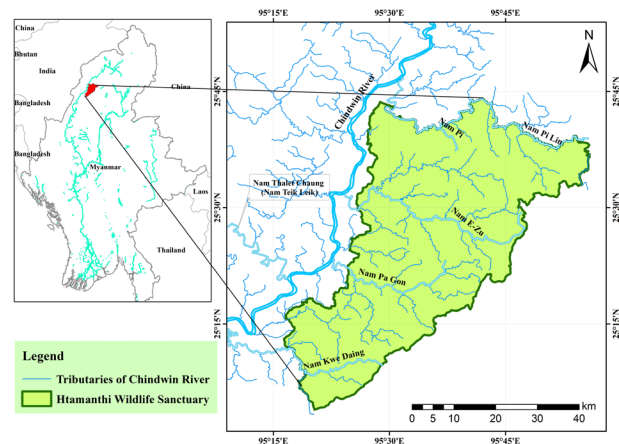 China
Bhutan
India
China
Bangladesh
Bangladesh
Myanmar
Laos
Thailand
Legend
Tributaries of Chindwin River
Htamanthi Wildlife Sanctuary
95°15'E
95°30'E
95°45'E
N
25°45'N
25°45'N
Chindwin River
Nam Pi
Nam Pi Lin
Nam Thalet Chaung
(Nam Teik Leik)
25°30'N
25°30'N
Nam E-Zu
Nam Pa Gon
25°15'N
25°15'N
Nam Kwe Daing
km
0 5 10 20 30 40
95°15'E
95°30'E
95°45'E